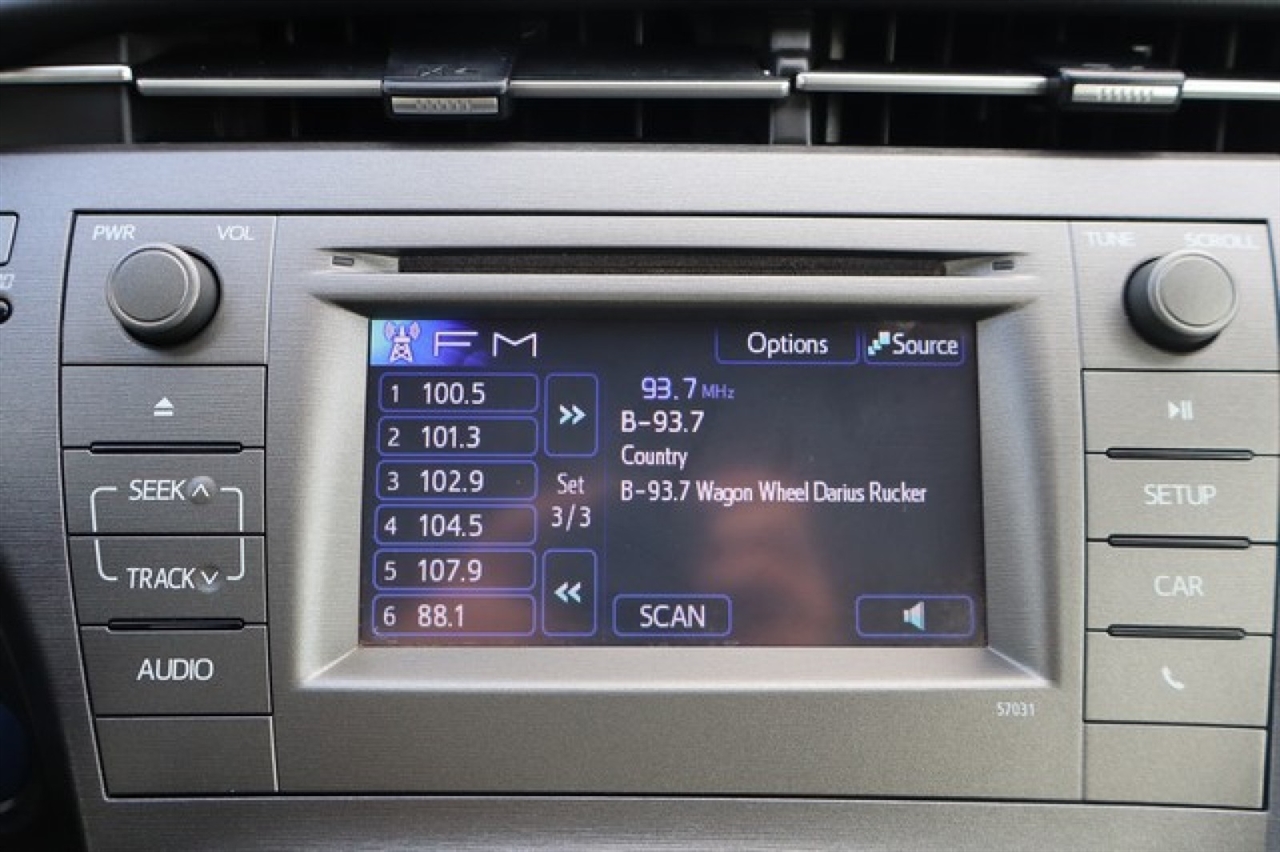 PWR VOL
TUNE SCROLL
FM Options Source
1 100.5
2 101.3
3 102.9
4 104.5
5 107.9
6 88.1
>>
Set
3/3
<<
93.7 MHz
B-93.7
Country
B-93.7 Wagon Wheel Darius Rucker
SCAN
SEEK
TRACK
AUDIO
SETUP
CAR
57031